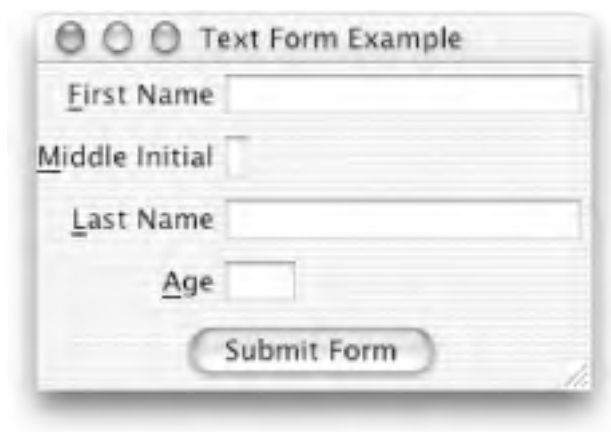 Text Form Example
First Name
Middle Initial
Last Name
Age
Submit Form